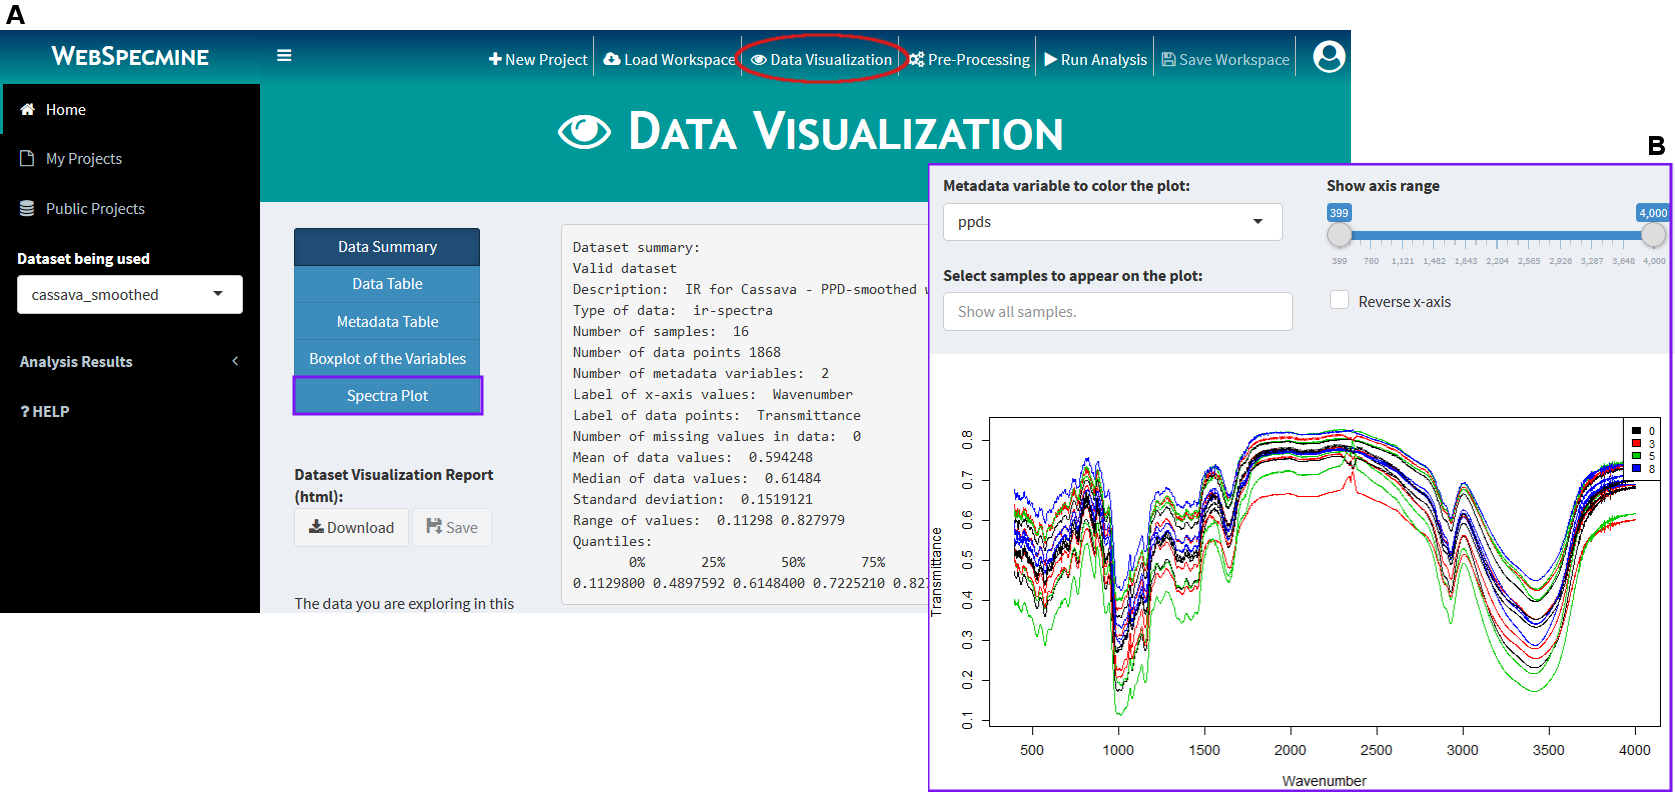 A
WEBSPECMINE
New Project
Load Workspace
Data Visualization
Pre-Processing
Run Analysis
Save Workspace
Home
My Projects
Public Projects
Dataset being used
cassava_smoothed
Analysis Results
? HELP
DATA VISUALIZATION
Data Summary
Data Table
Metadata Table
Boxplot of the Variables
Spectra Plot
Dataset Visualization Report
(html):
Download
Save
The data you are exploring in this
Dataset summary:
Valid dataset
Description:  IR for Cassava - PPD-smoothed
Type of data:  ir-spectra
Number of samples:  16
Number of data points 1868
Number of metadata variables:  2
Label of x-axis values:  Wavenumber
Label of data points:  Transmittance
Number of missing values in data:  0
Mean of data values:  0.594248
Median of data values:  0.61484
Standard deviation:  0.1519121
Range of values:  0.11298 0.827979
Quantiles:
0% 25% 50% 75%
0.1129800 0.4897592 0.6148400 0.7225210 0.82
B
Metadata variable to color the plot:
ppds
Select samples to appear on the plot:
Show all samples.
Show axis range
399 4,000
399 760 1,121 1,482 1,843 2,204 2,565 2,926 3,287 3,648 4,000
Reverse x-axis
0
3
5
8
Transmittance
0.8
0.7
0.6
0.5
0.4
0.3
0.2
0.1
500 1000 1500 2000 2500 3000 3500 4000
Wavenumber